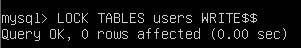 mysql> LOCK TABLES users WRITE$$
Query OK, 0 rows affected (0.00 sec)